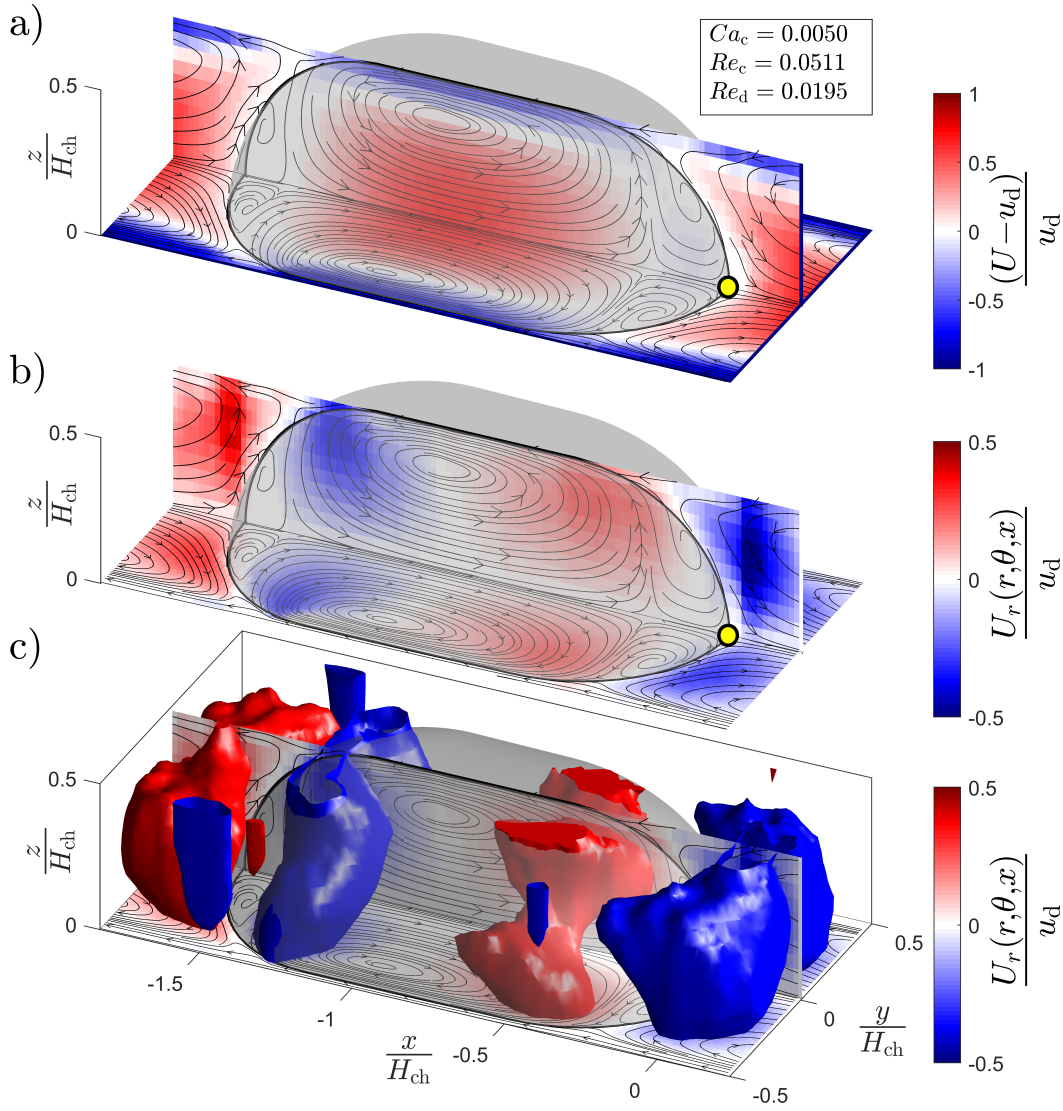 a)
Ca_c = 0.0050
Re_c = 0.0511
Re_d = 0.0195
z/H_ch
0.5
0
1
0.5
0
-0.5
-1
(U−u_d)/u_d
b)
z/H_ch
0.5
0
0.5
0
-0.5
U_r(r,θ,x)/u_d
c)
z/H_ch
0.5
0
-1.5
-1
-0.5
0
x/H_ch
0.5
0
-0.5
y/H_ch
0.5
0
-0.5
U_r(r,θ,x)/u_d